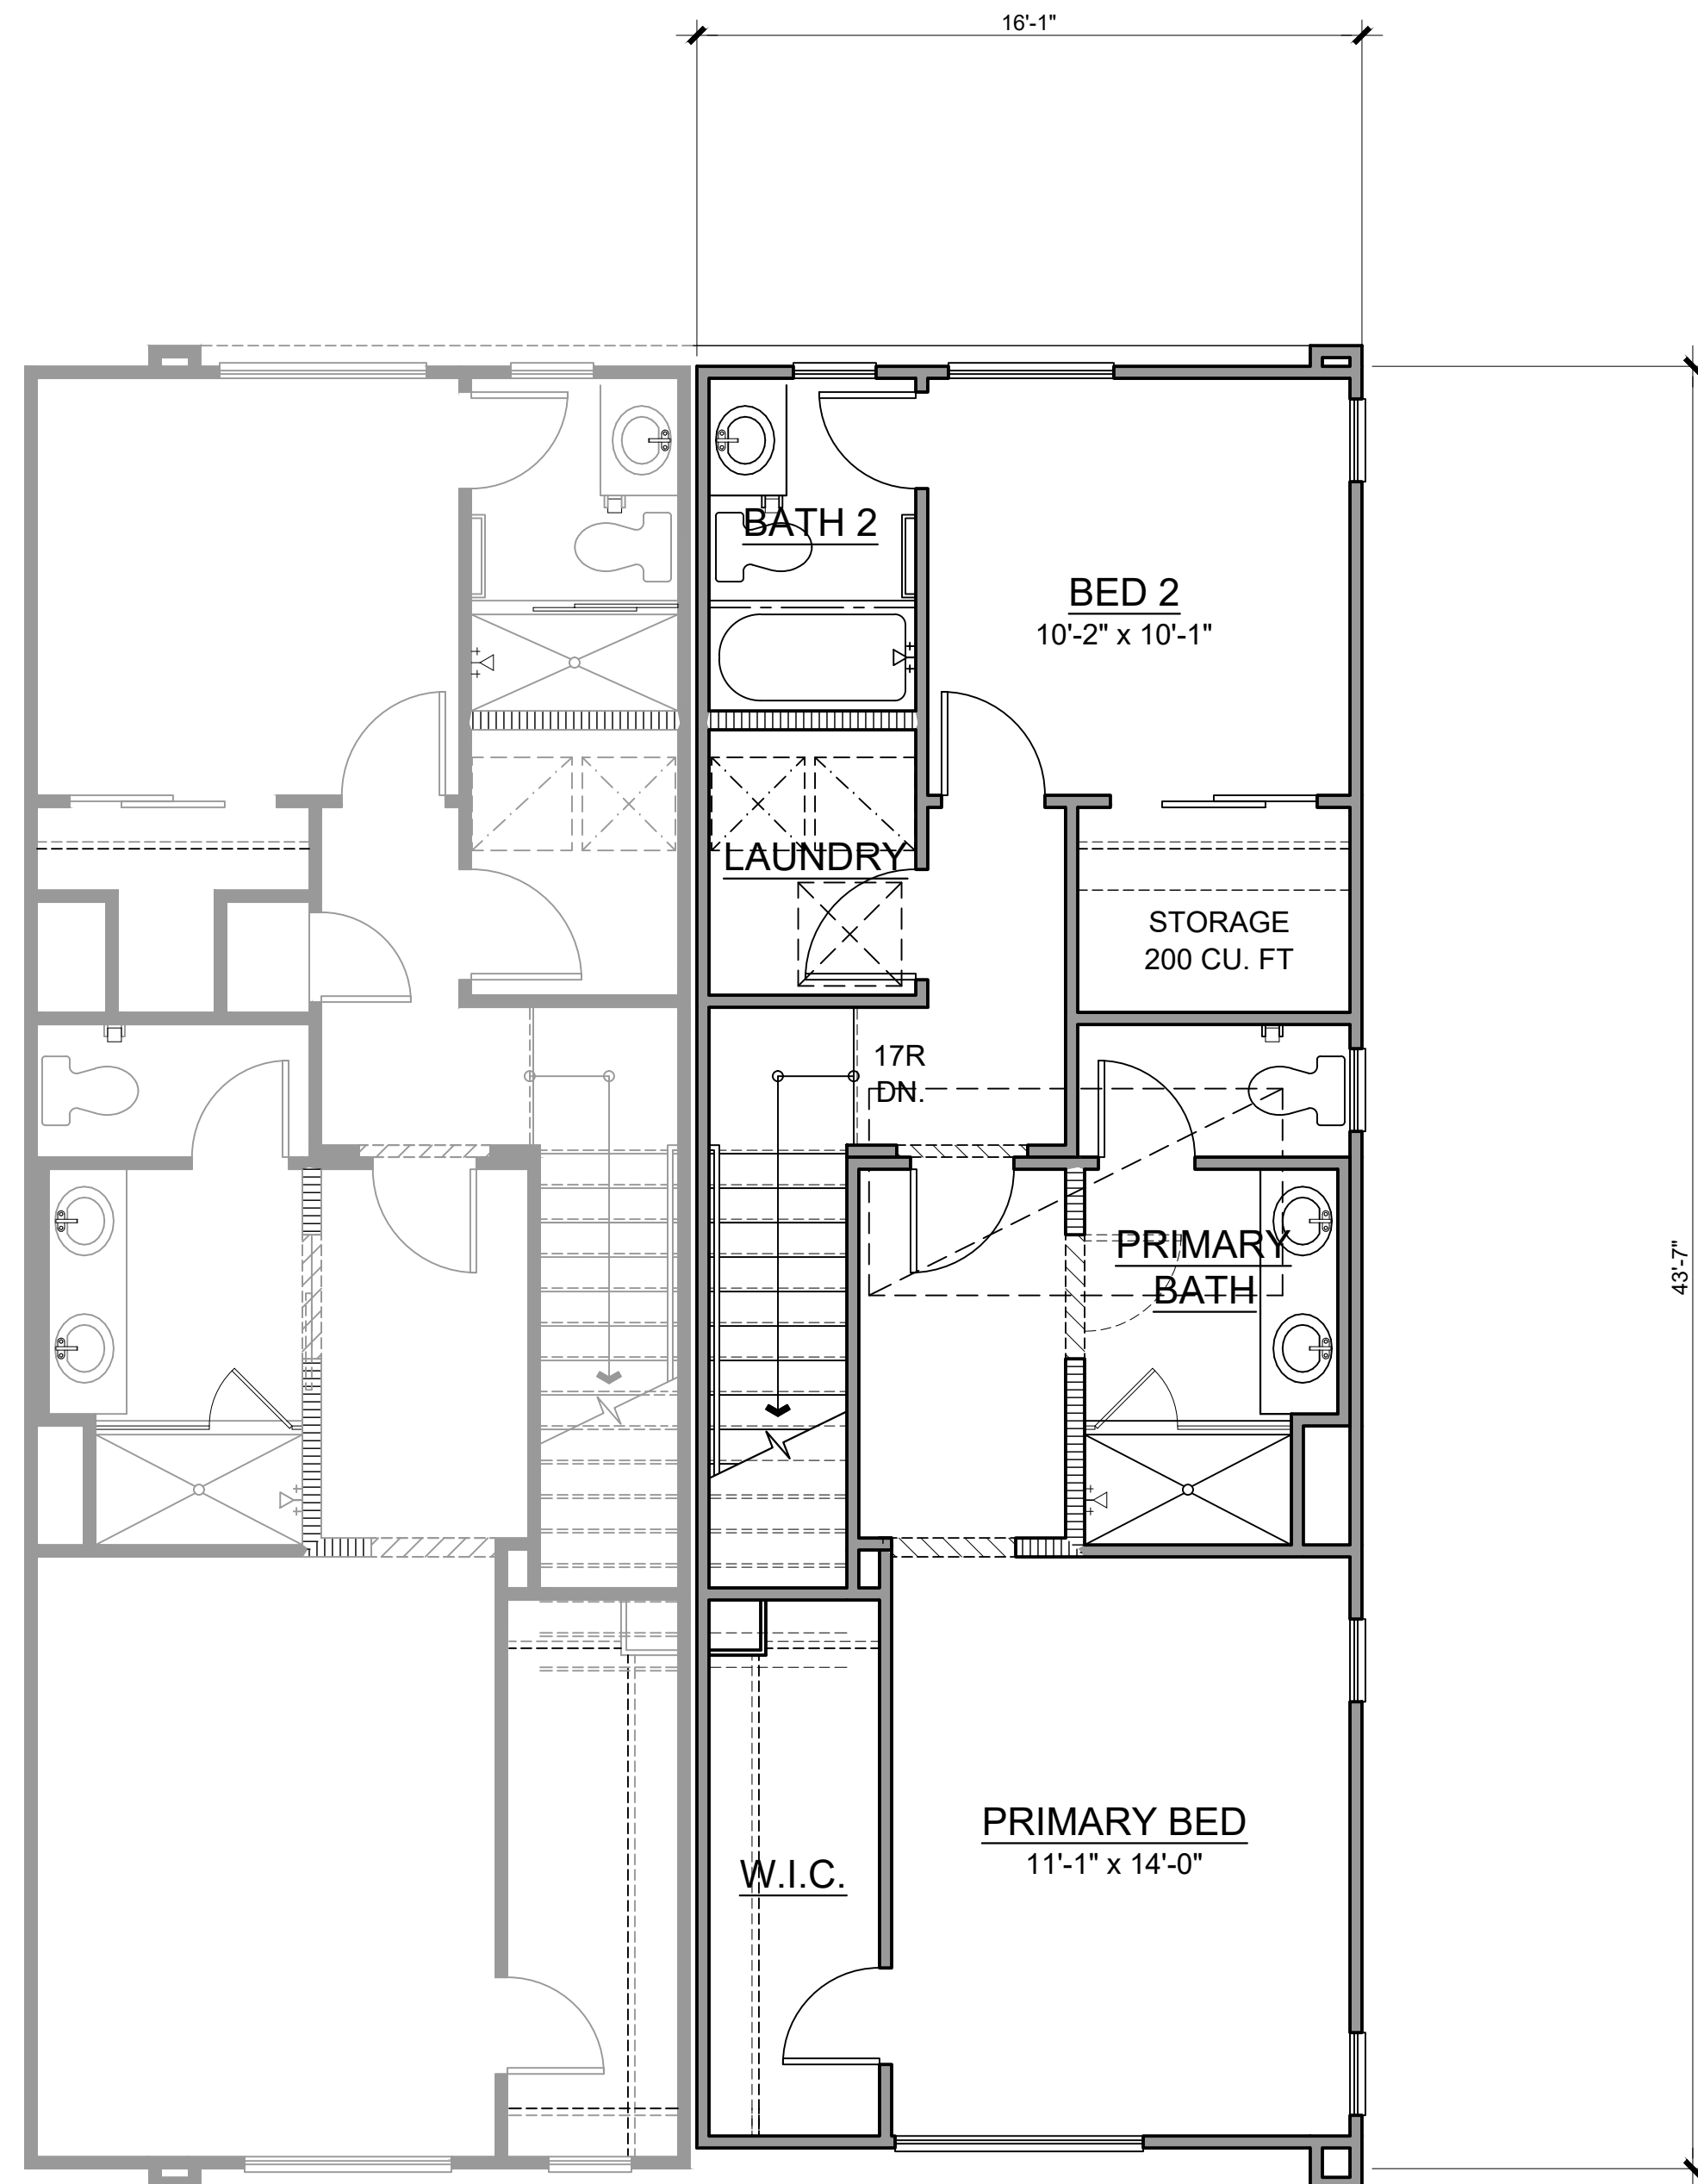 16'-1"
BATH 2
BED 2
10'-2" x 10'-1"
LAUNDRY
STORAGE
200 CU. FT
17R
DN.
PRIMARY
BATH
43'-7"
PRIMARY BED
11'-1" x 14'-0"
W.I.C.